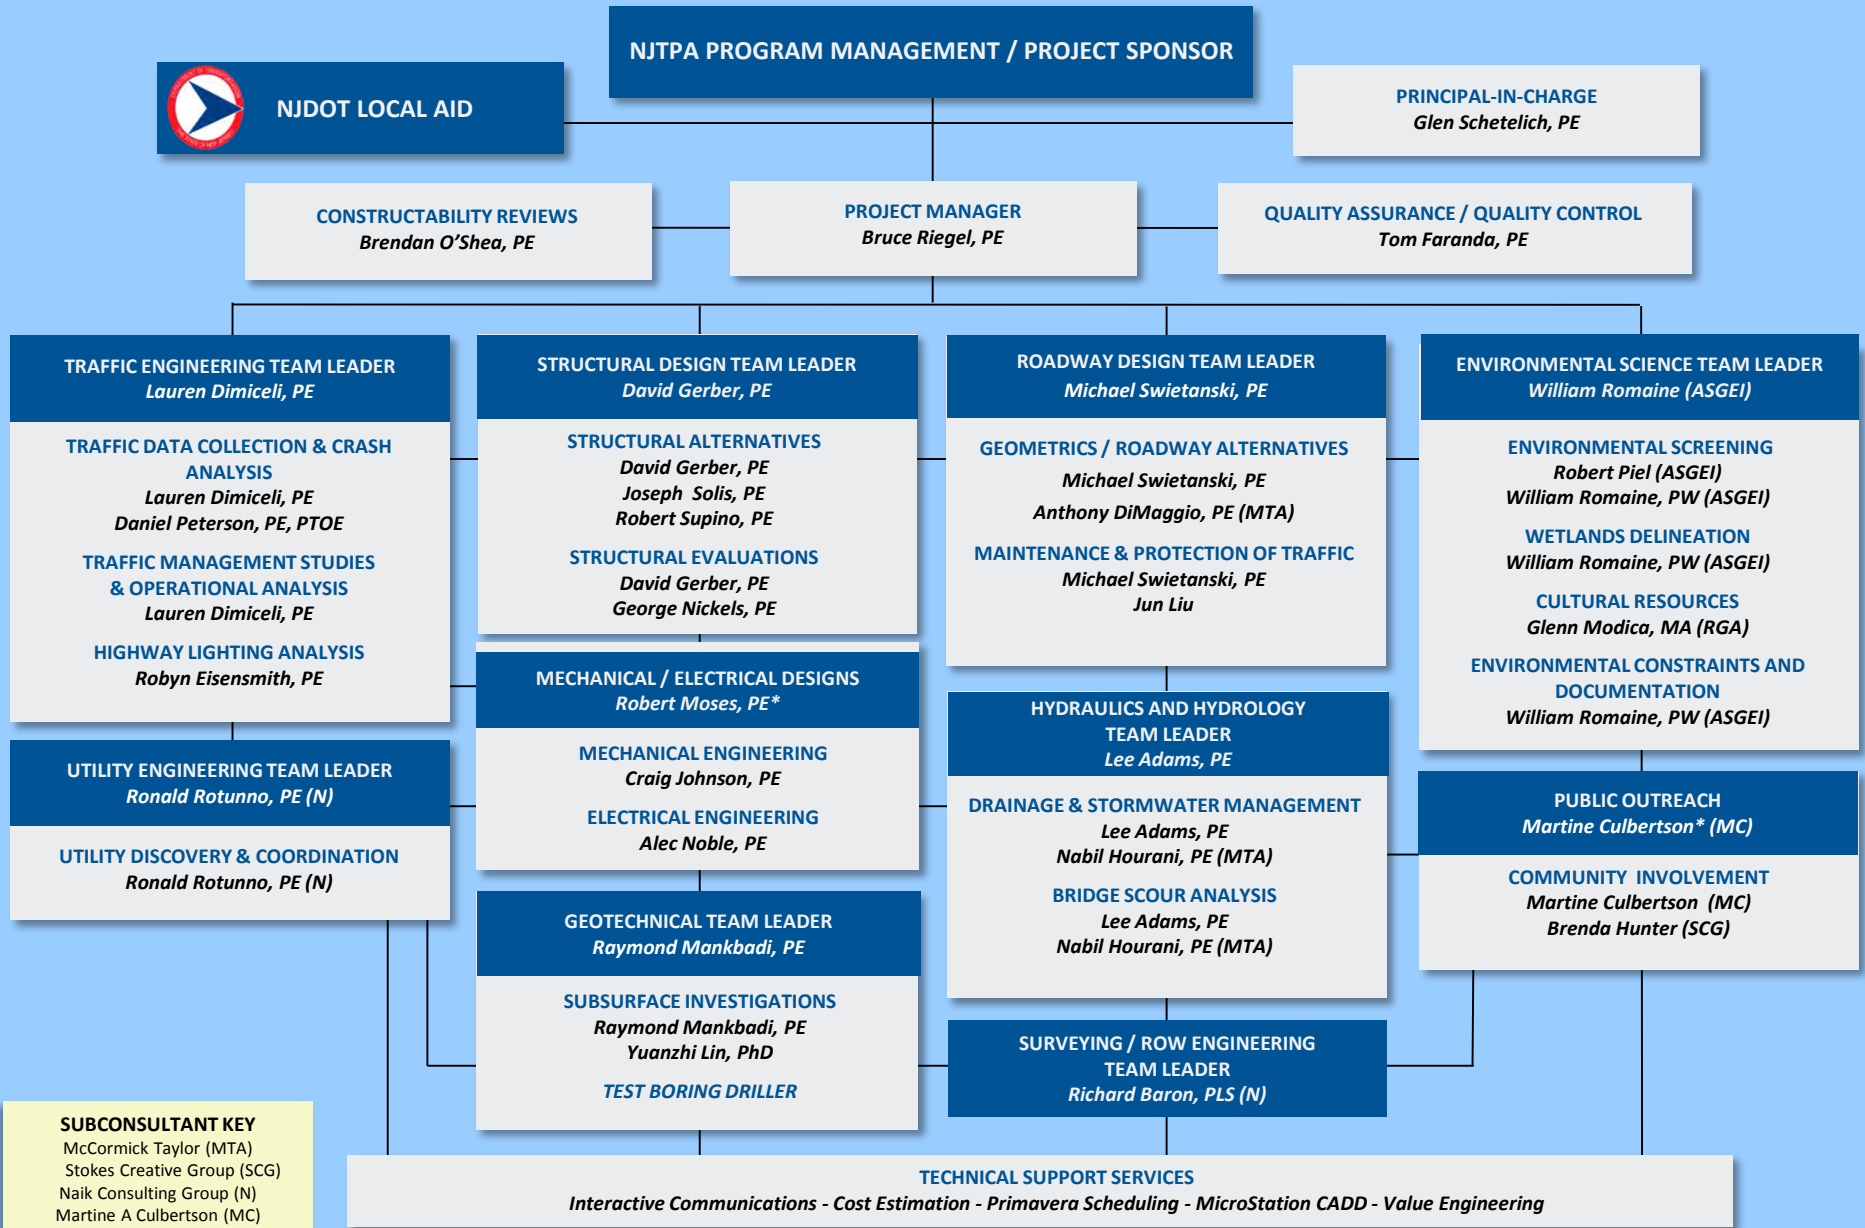 NJTPA PROGRAM MANAGEMENT / PROJECT SPONSOR
NJDOT LOCAL AID
PRINCIPAL-IN-CHARGE
Glen Schetelich, PE
CONSTRUCTABILITY REVIEWS
Brendan O'Shea, PE
PROJECT MANAGER
Bruce Riegel, PE
QUALITY ASSURANCE / QUALITY CONTROL
Tom Faranda, PE
TRAFFIC ENGINEERING TEAM LEADER
Lauren Dimiceli, PE
TRAFFIC DATA COLLECTION & CRASH
ANALYSIS
Lauren Dimiceli, PE
Daniel Peterson, PE, PTOE
TRAFFIC MANAGEMENT STUDIES
& OPERATIONAL ANALYSIS
Lauren Dimiceli, PE
HIGHWAY LIGHTING ANALYSIS
Robyn Eisensmith, PE
UTILITY ENGINEERING TEAM LEADER
Ronald Rotunno, PE (N)
UTILITY DISCOVERY & COORDINATION
Ronald Rotunno, PE (N)
STRUCTURAL DESIGN TEAM LEADER
David Gerber, PE
STRUCTURAL ALTERNATIVES
David Gerber, PE
Joseph Solis, PE
Robert Supino, PE
STRUCTURAL EVALUATIONS
David Gerber, PE
George Nickels, PE
MECHANICAL / ELECTRICAL DESIGNS
Robert Moses, PE*
MECHANICAL ENGINEERING
Craig Johnson, PE
ELECTRICAL ENGINEERING
Alec Noble, PE
GEOTECHNICAL TEAM LEADER
Raymond Mankbadi, PE
SUBSURFACE INVESTIGATIONS
Raymond Mankbadi, PE
Yuanzhi Lin, PhD
TEST BORING DRILLER
ROADWAY DESIGN TEAM LEADER
Michael Swietanski, PE
GEOMETRICS / ROADWAY ALTERNATIVES
Michael Swietanski, PE
Anthony DiMaggio, PE (MTA)
MAINTENANCE & PROTECTION OF TRAFFIC
Michael Swietanski, PE
Jun Liu
HYDRAULICS AND HYDROLOGY
TEAM LEADER
Lee Adams, PE
DRAINAGE & STORMWATER MANAGEMENT
Lee Adams, PE
Nabil Hourani, PE (MTA)
BRIDGE SCOUR ANALYSIS
Lee Adams, PE
Nabil Hourani, PE (MTA)
SURVEYING / ROW ENGINEERING
TEAM LEADER
Richard Baron, PLS (N)
ENVIRONMENTAL SCIENCE TEAM LEADER
William Romaine (ASGEI)
ENVIRONMENTAL SCREENING
Robert Piel (ASGEI)
William Romaine, PW (ASGEI)
WETLANDS DELINEATION
William Romaine, PW (ASGEI)
CULTURAL RESOURCES
Glenn Modica, MA (RGA)
ENVIRONMENTAL CONSTRAINTS AND
DOCUMENTATION
William Romaine, PW (ASGEI)
PUBLIC OUTREACH
Martine Culbertson* (MC)
COMMUNITY INVOLVEMENT
Martine Culbertson (MC)
Brenda Hunter (SCG)
SUBCONSULTANT KEY
McCormick Taylor (MTA)
Stokes Creative Group (SCG)
Naik Consulting Group (N)
Martine A Culbertson (MC)
TECHNICAL SUPPORT SERVICES
Interactive Communications - Cost Estimation - Primavera Scheduling - MicroStation CADD - Value Engineering